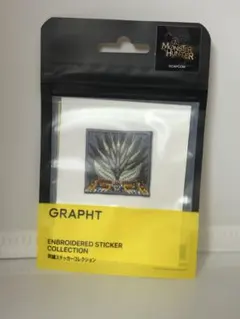 MONSTER
HUNTER
CAPCOM
GRAPHT
EMBROIDERED STICKER
COLLECTION
刺繍ステッカーコレクション